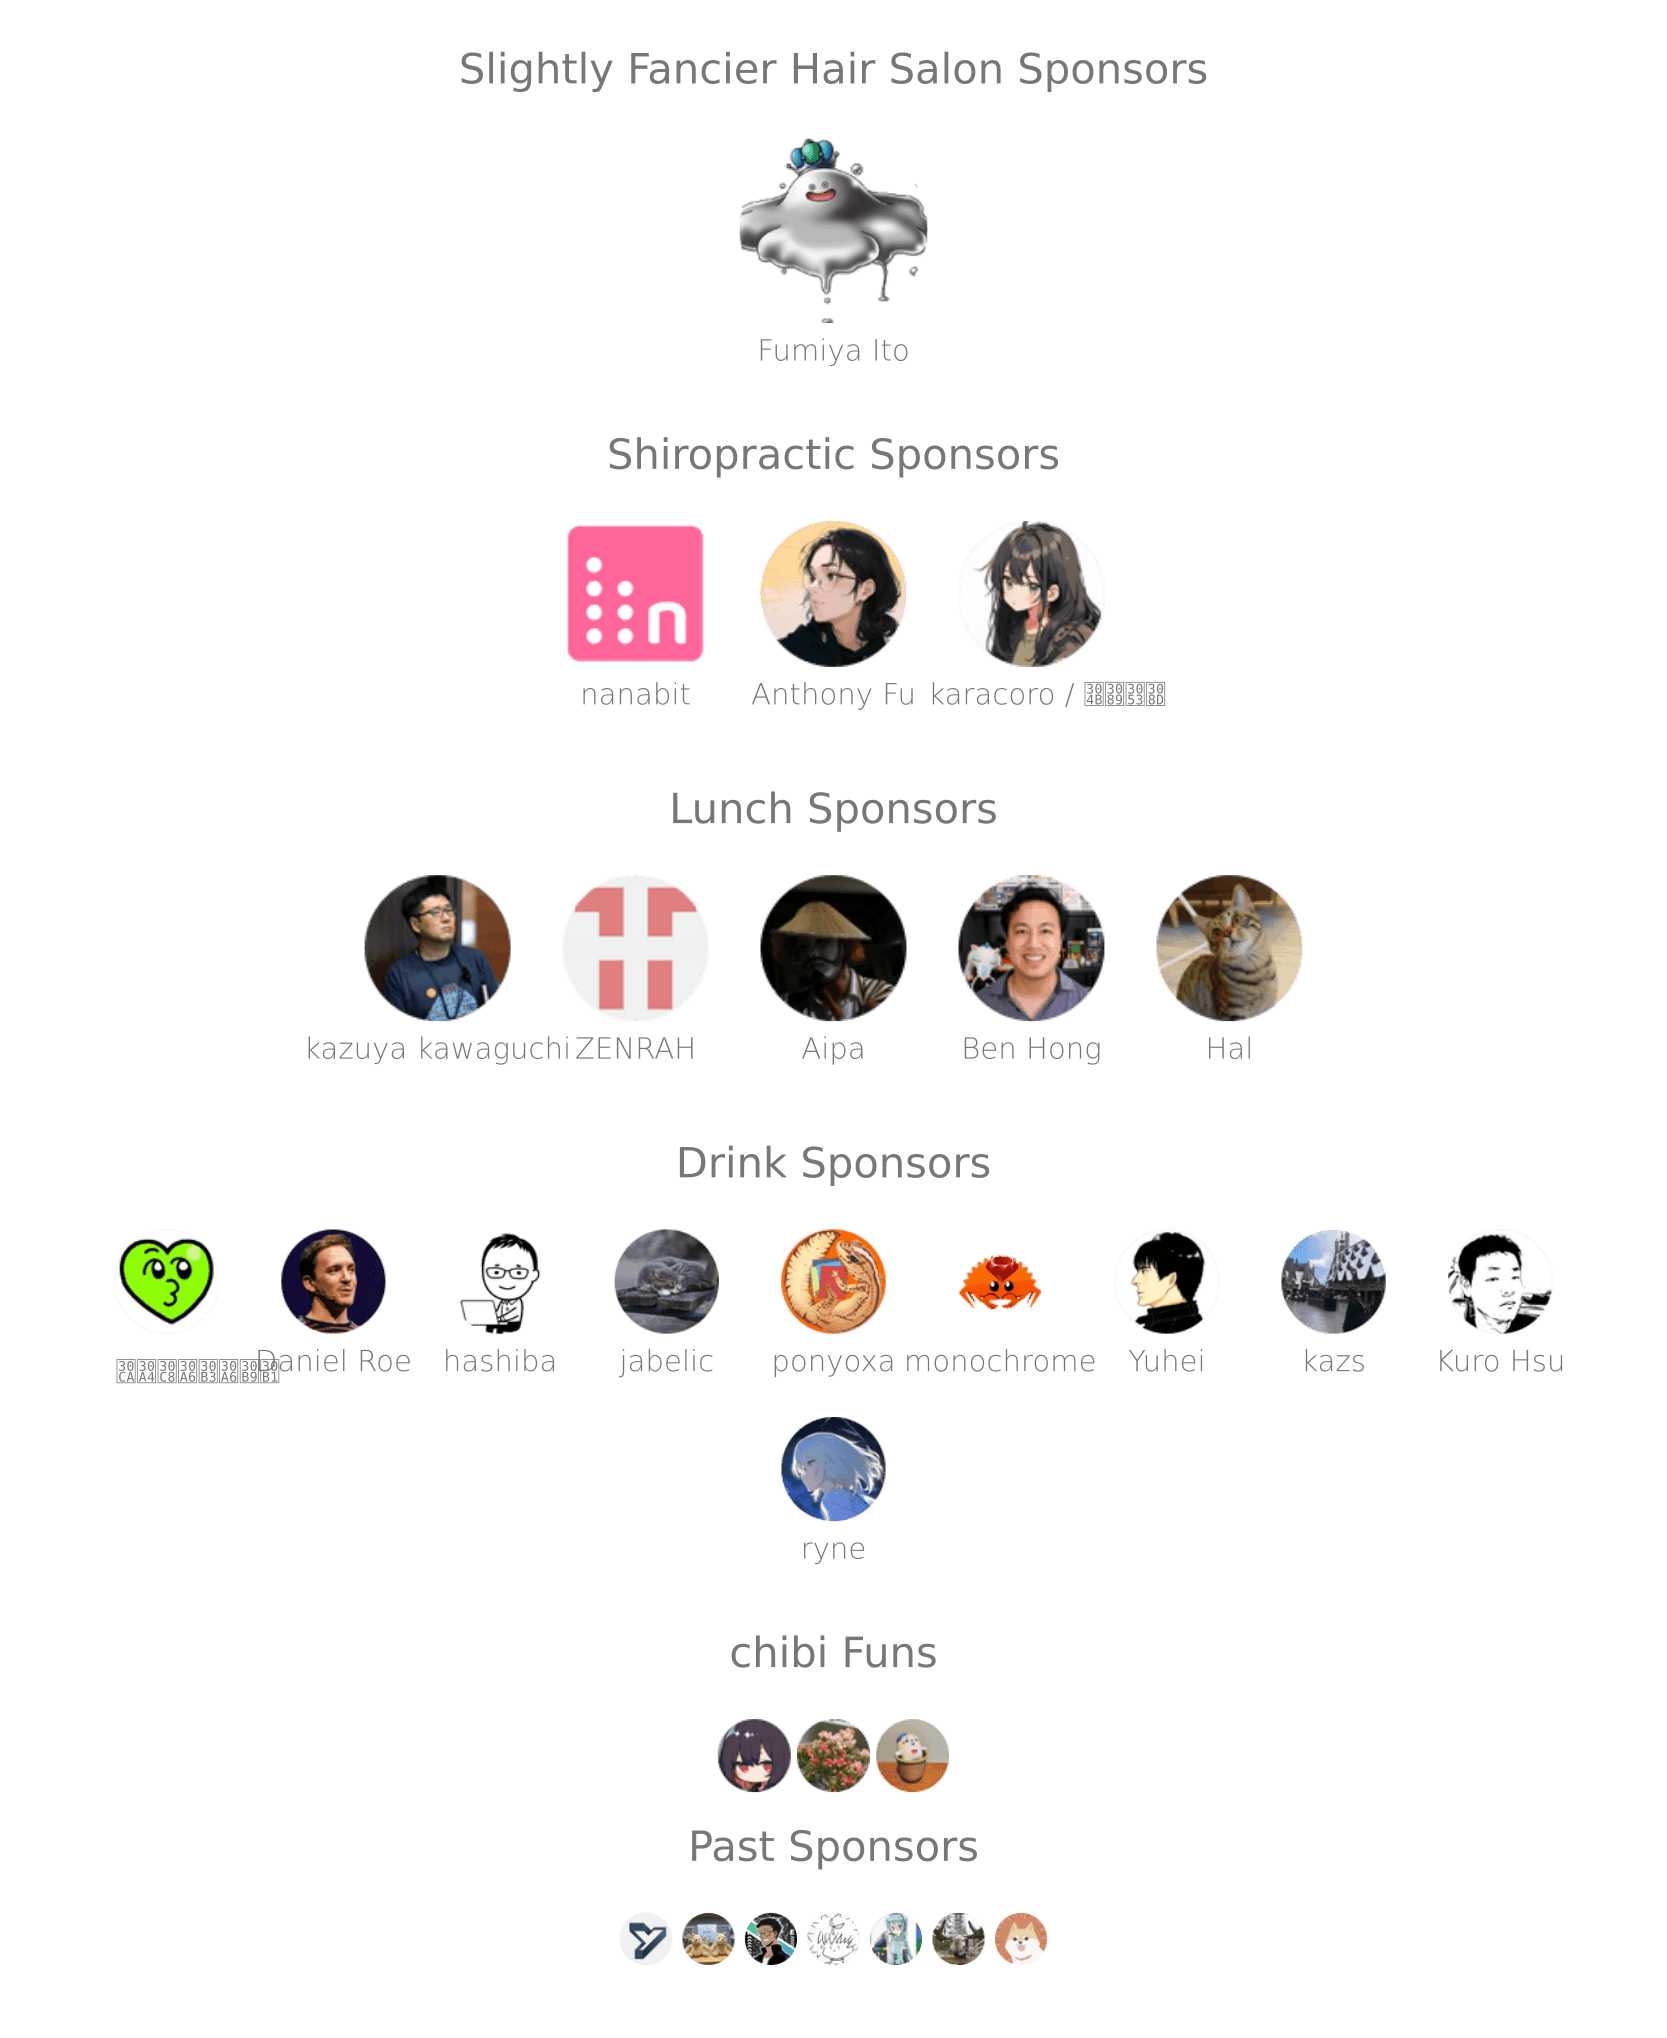 Slightly Fancier Hair Salon Sponsors
Fumiya Ito
Shiropractic Sponsors
n
nanabit Anthony Fu karacoro /
Lunch Sponsors
kazuya kawaguchi ZENRAH Aipa Ben Hong Hal
Drink Sponsors
Daniel Roe hashiba jabelic ponyoxa monochrome Yuhei kazs Kuro Hsu
ryne
chibi Funs
Past Sponsors